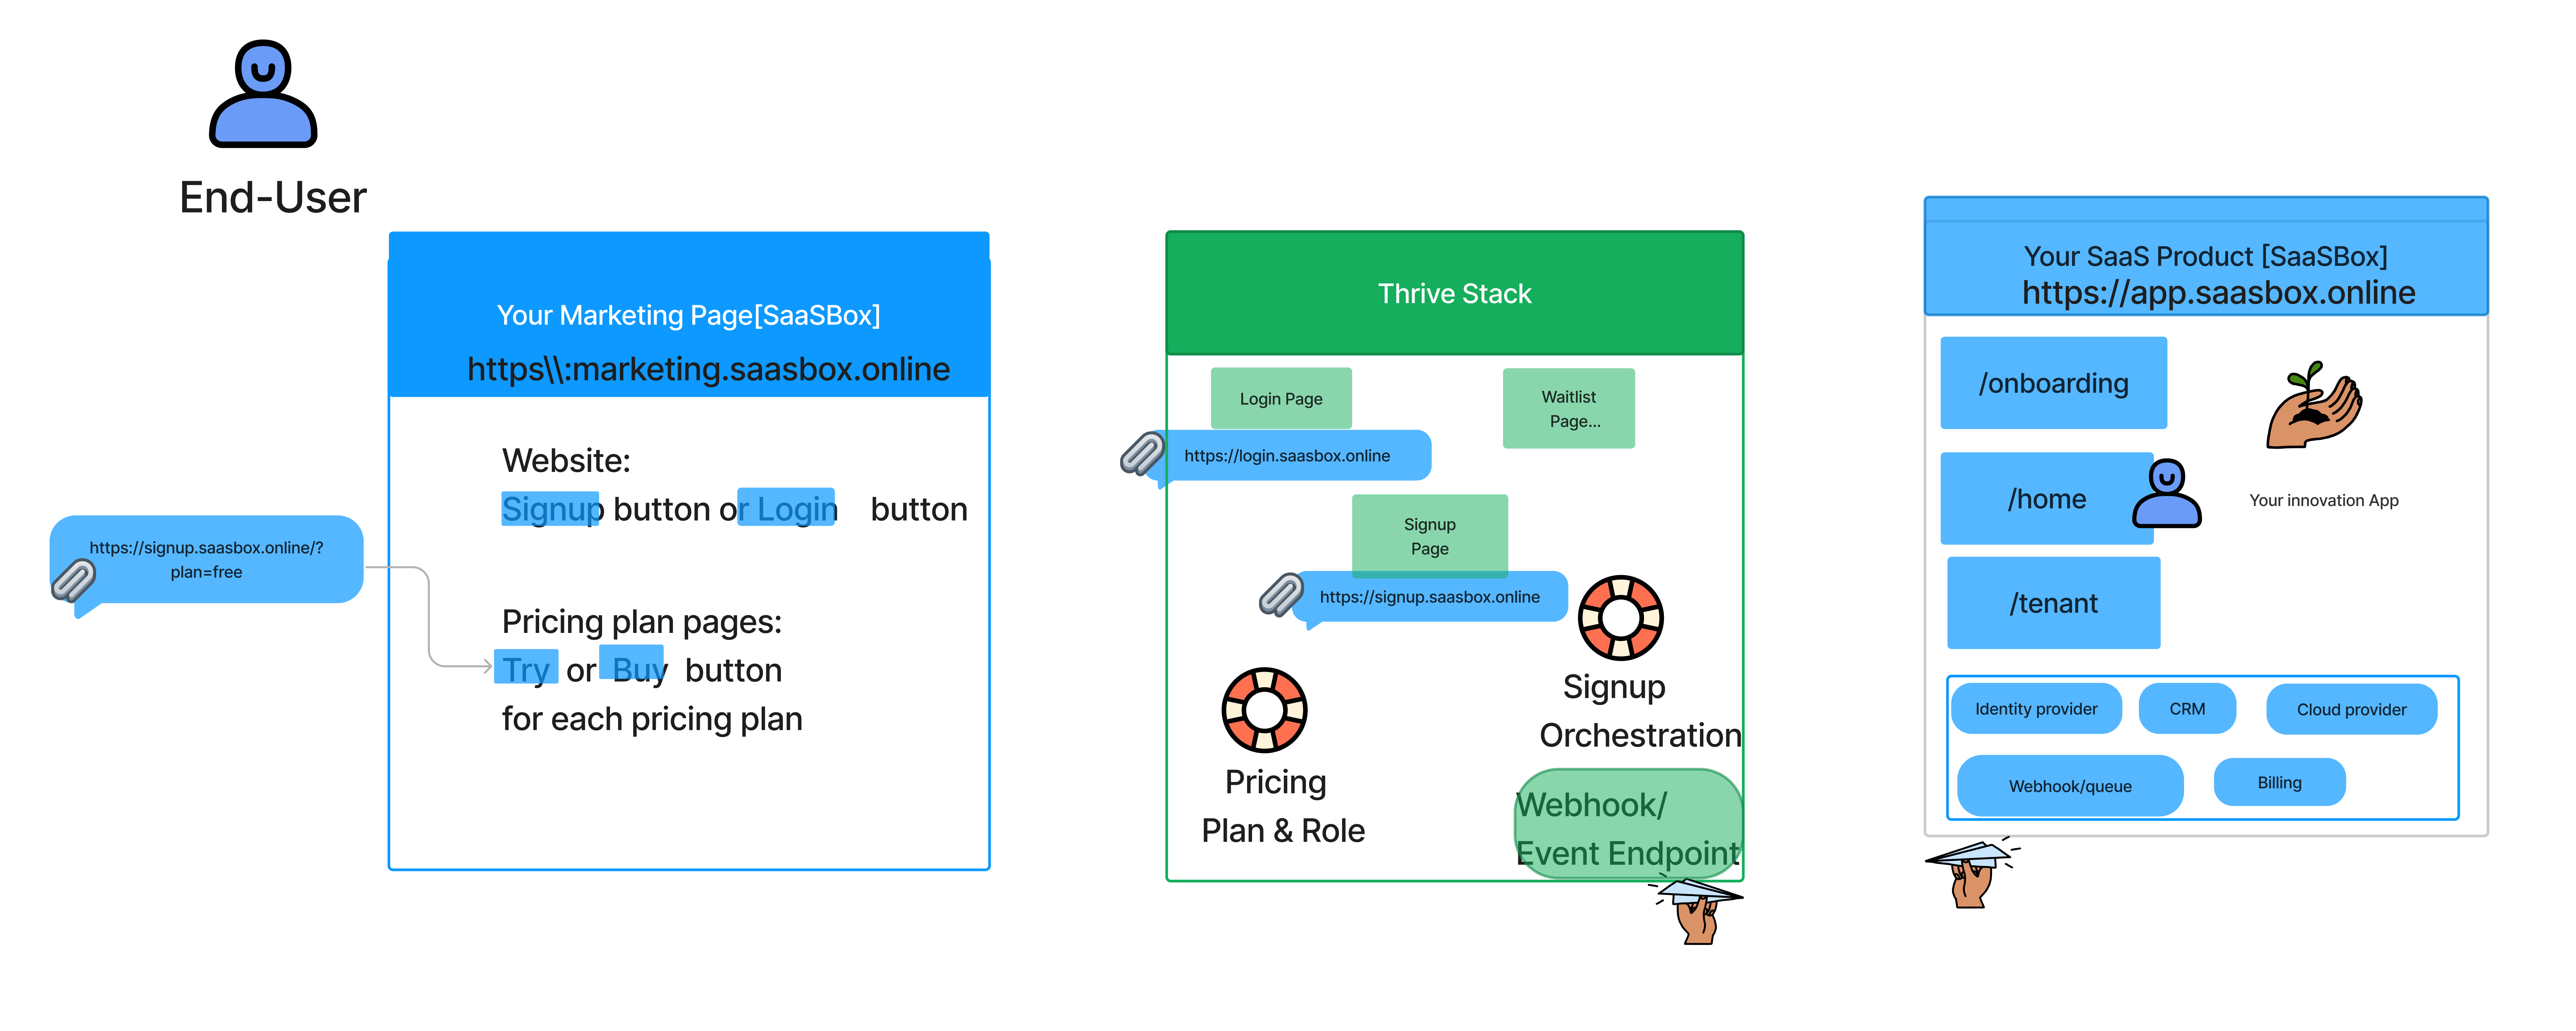 End-User
Your Marketing Page[SaaSBox]
https\\:marketing.saasbox.online
Website:
Signup button or Login button
https://signup.saasbox.online/?
plan=free
Pricing plan pages:
Try or Buy button
for each pricing plan
Thrive Stack
Login Page
Waitlist
Page...
https://login.saasbox.online
Signup
Page
https://signup.saasbox.online
Signup
Orchestration
Pricing
Plan & Role
Webhook/
Event Endpoint
Your SaaS Product [SaaSBox]
https://app.saasbox.online
/onboarding
/home
Your innovation App
/tenant
Identity provider
CRM
Cloud provider
Webhook/queue
Billing